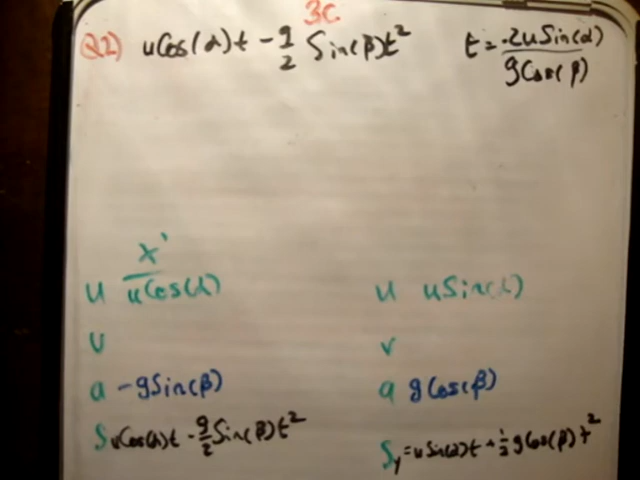 3c
Q2) uCos(α)t - g/2 Sin(β)t² t = -2uSin(α)/gCos(β)
x'
u uCos(α) u uSin(α)
v v
a -gSin(β) a gCos(β)
S uCos(α)t - g/2 Sin(β)t² Sy = uSin(α)t + 1/2 gCos(β)t²